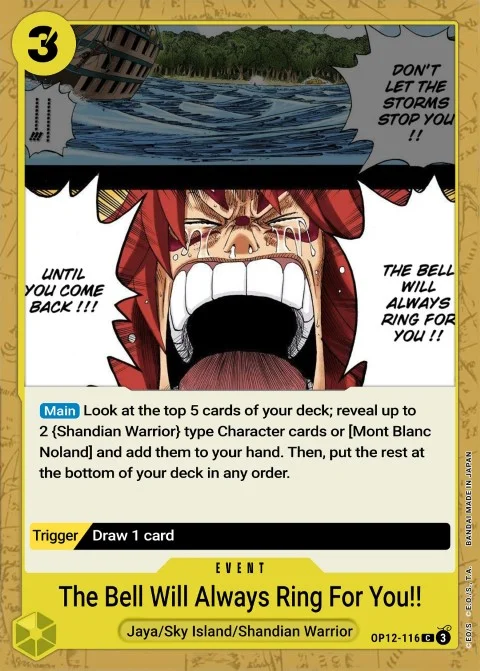 3
DON'T
LET THE
STORMS
STOP YOU
!!
!!!
UNTIL
YOU COME
BACK !!!
THE BELL
WILL
ALWAYS
RING FOR
YOU !!
Main Look at the top 5 cards of your deck; reveal up to
2 {Shandian Warrior} type Character cards or [Mont Blanc
Noland] and add them to your hand. Then, put the rest at
the bottom of your deck in any order.
Trigger Draw 1 card
EVENT
The Bell Will Always Ring For You!!
Jaya/Sky Island/Shandian Warrior
OP12-116 C 3
BANDAI MADE IN JAPAN
©E.O./S. ©E.O./S.,T.A.